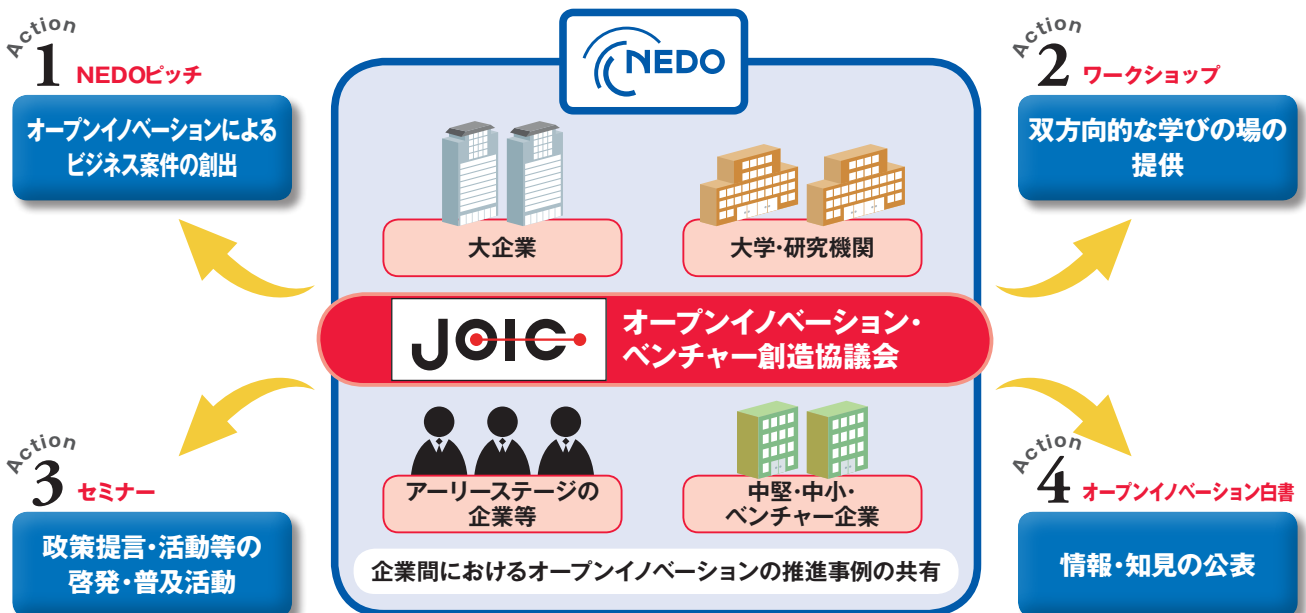 Action
1 NEDOピッチ
オープンイノベーションによる
ビジネス案件の創出
NEDO
Action
2 ワークショップ
双方向的な学びの場の
提供
大企業
大学・研究機関
JOIC
オープンイノベーション・
ベンチャー創造協議会
アーリーステージの
企業等
中堅・中小・
ベンチャー企業
企業間におけるオープンイノベーションの推進事例の共有
Action
3 セミナー
政策提言・活動等の
啓発・普及活動
Action
4 オープンイノベーション白書
情報・知見の公表